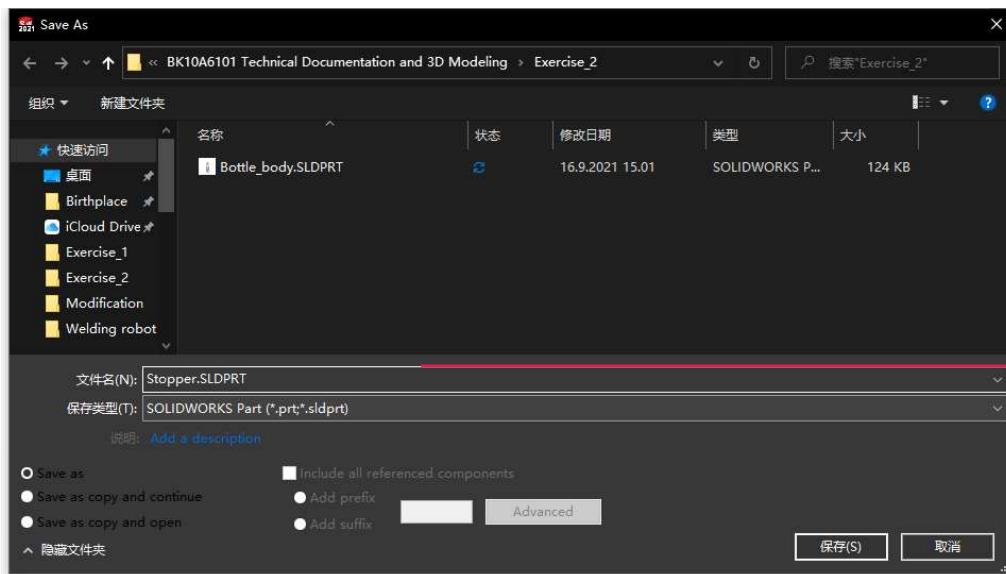 Save As
« BK10A6101 Technical Documentation and 3D Modeling › Exercise_2
搜索"Exercise_2"
组织
新建文件夹
名称 状态 修改日期 类型 大小
快速访问
Bottle_body.SLDPRT 16.9.2021 15.01 SOLIDWORKS P... 124 KB
桌面
Birthplace
iCloud Drive
Exercise_1
Exercise_2
Modification
Welding robot
文件名(N): Stopper.SLDPRT
保存类型(T): SOLIDWORKS Part (*.prt;*.sldprt)
说明: Add a description
Save as
Include all referenced components
Save as copy and continue
Add prefix
Advanced
Save as copy and open
Add suffix
隐藏文件夹
保存(S) 取消